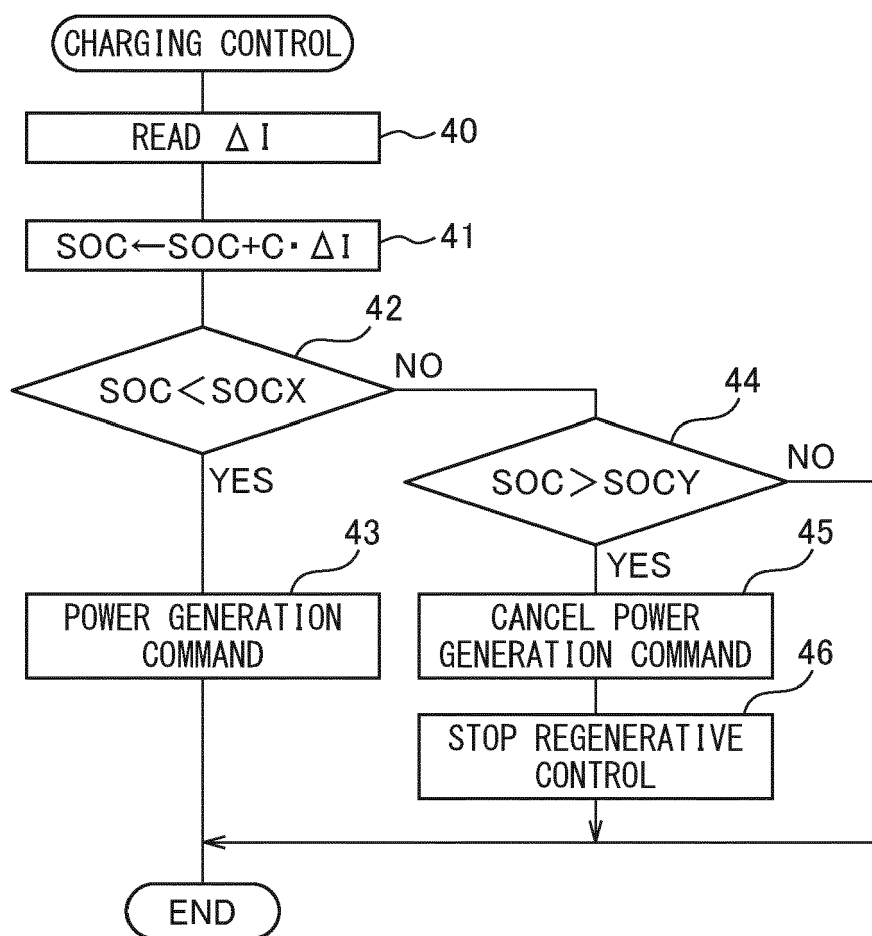 CHARGING CONTROL
READ ΔI
40
SOC←SOC+C·ΔI
41
42
SOC<SOCX
NO
YES
44
SOC>SOCY
NO
YES
43
POWER GENERATION
COMMAND
45
CANCEL POWER
GENERATION COMMAND
46
STOP REGENERATIVE
CONTROL
END